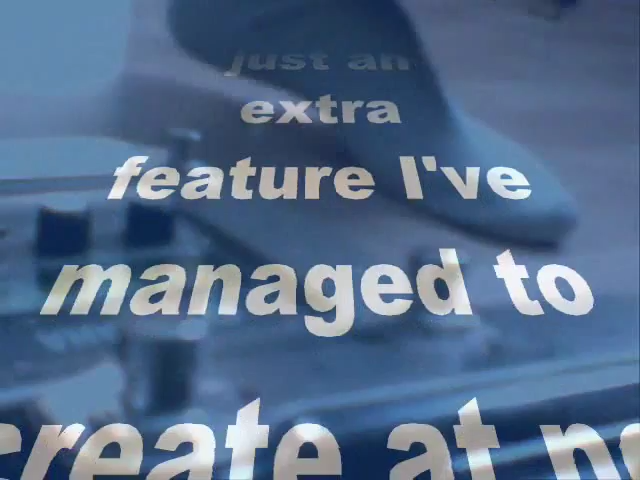 just an
extra
feature I've
managed to
create at